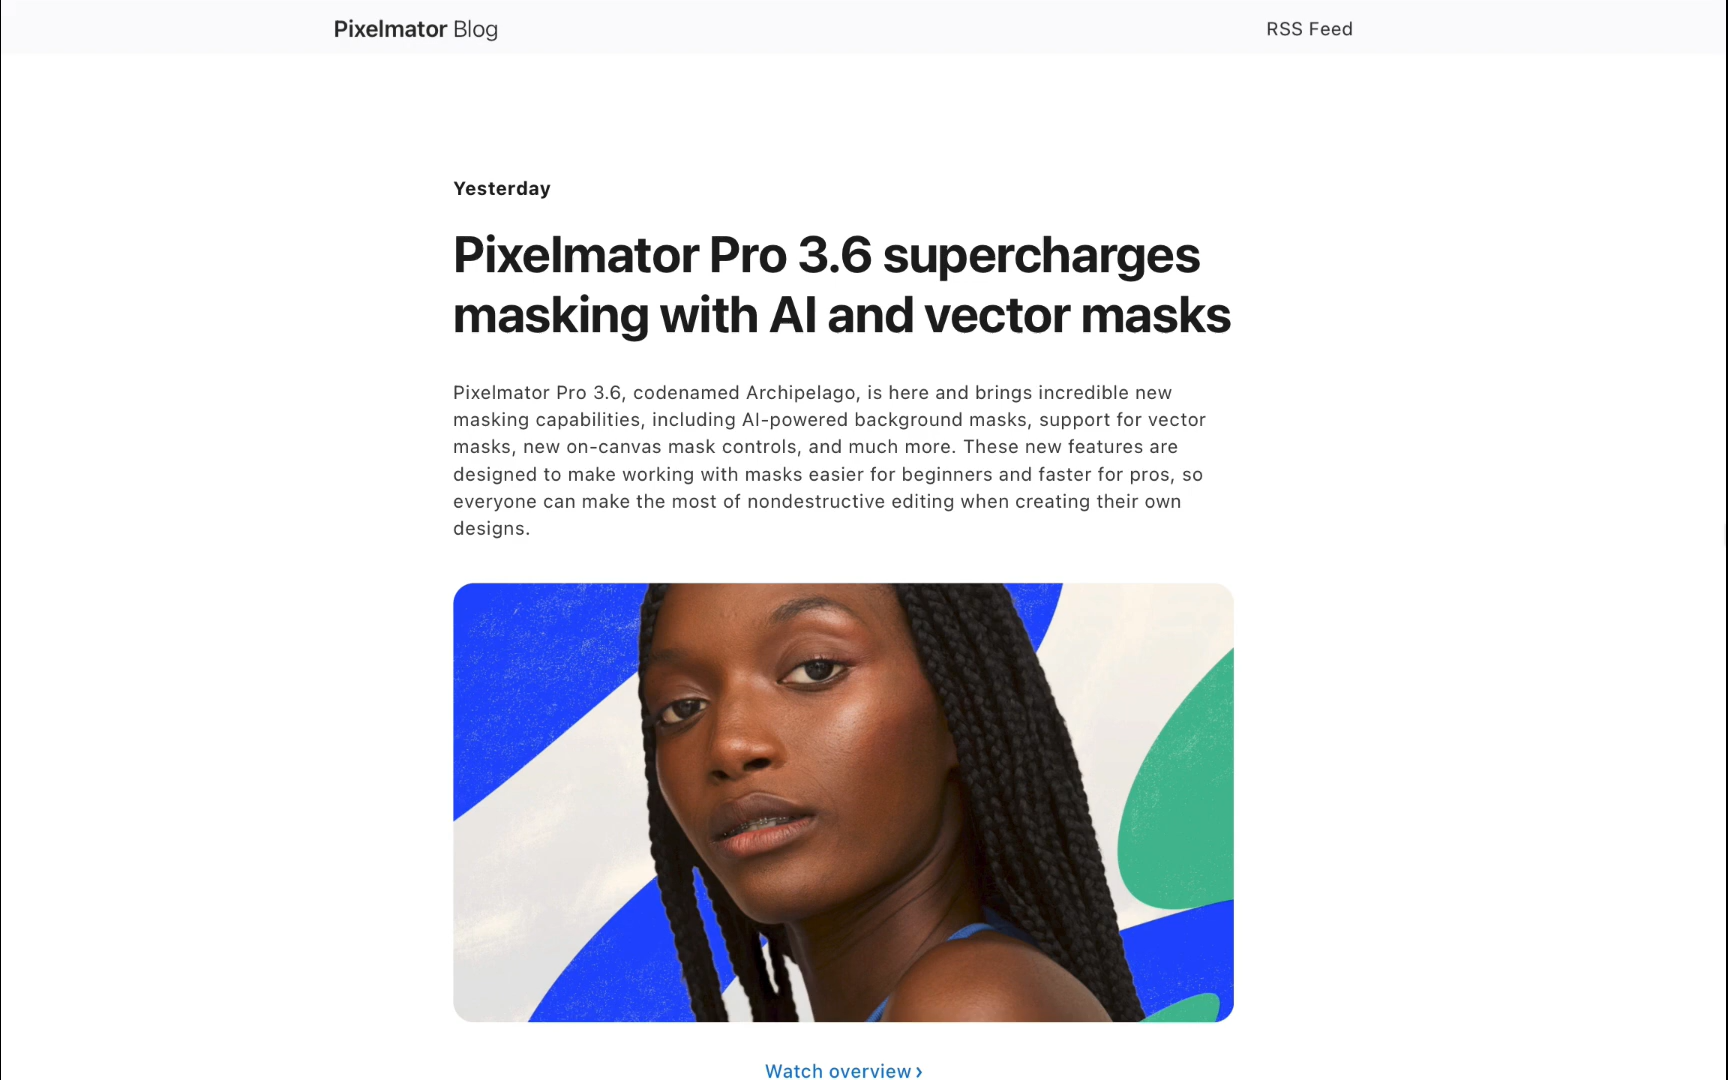 Pixelmator Blog
RSS Feed
Yesterday
Pixelmator Pro 3.6 supercharges
masking with AI and vector masks
Pixelmator Pro 3.6, codenamed Archipelago, is here and brings incredible new
masking capabilities, including AI-powered background masks, support for vector
masks, new on-canvas mask controls, and much more. These new features are
designed to make working with masks easier for beginners and faster for pros, so
everyone can make the most of nondestructive editing when creating their own
designs.
Watch overview ›